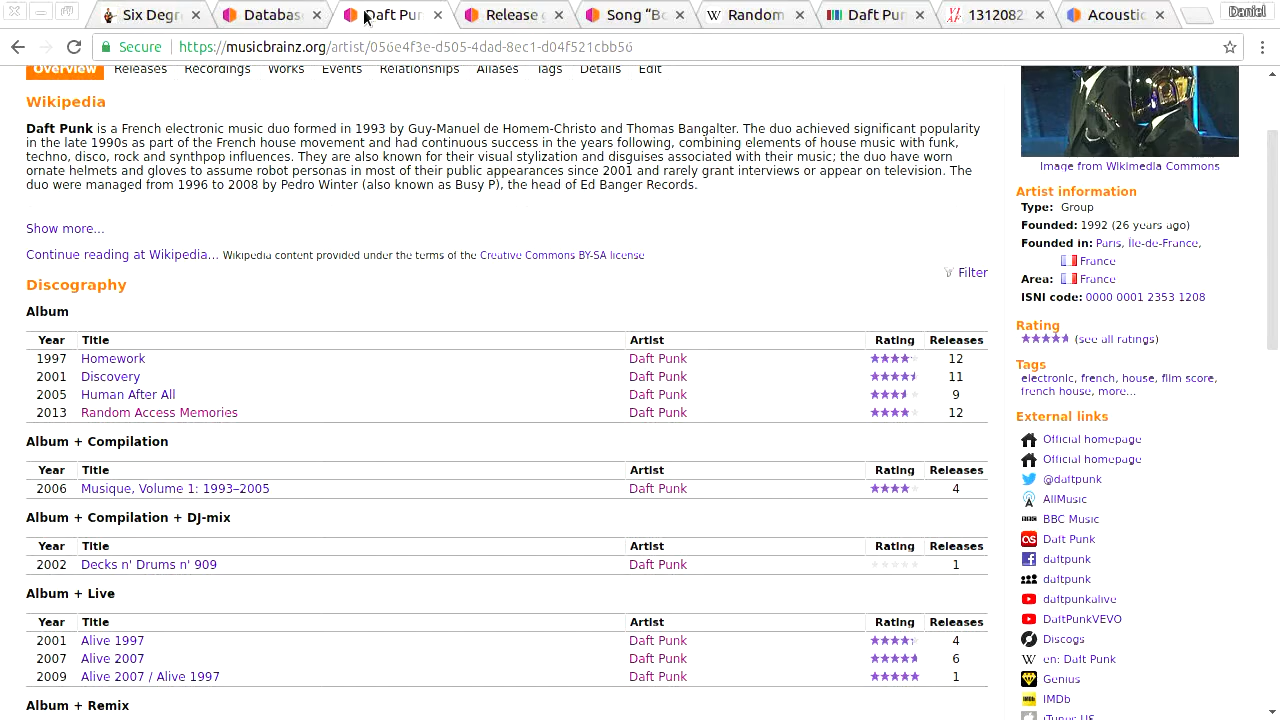 Six Degr
Databas
Daft Pun
Release g
Song “Bo
Random
Daft Pun
1312082
Acoustic
Daniel
Secure
https://musicbrainz.org/artist/056e4f3e-d505-4dad-8ec1-d04f521cbb56
Overview Releases Recordings Works Events Relationships Aliases Tags Details Edit
Wikipedia
Daft Punk is a French electronic music duo formed in 1993 by Guy-Manuel de Homem-Christo and Thomas Bangalter. The duo achieved significant popularity
in the late 1990s as part of the French house movement and had continuous success in the years following, combining elements of house music with funk,
techno, disco, rock and synthpop influences. They are also known for their visual stylization and disguises associated with their music; the duo have worn
ornate helmets and gloves to assume robot personas in most of their public appearances since 2001 and rarely grant interviews or appear on television. The
duo were managed from 1996 to 2008 by Pedro Winter (also known as Busy P), the head of Ed Banger Records.
Show more...
Continue reading at Wikipedia... Wikipedia content provided under the terms of the Creative Commons BY-SA license
Filter
Discography
Album
Year Title Artist Rating Releases
1997 Homework Daft Punk 12
2001 Discovery Daft Punk 11
2005 Human After All Daft Punk 9
2013 Random Access Memories Daft Punk 12
Album + Compilation
Year Title Artist Rating Releases
2006 Musique, Volume 1: 1993–2005 Daft Punk 4
Album + Compilation + DJ-mix
Year Title Artist Rating Releases
2002 Decks n' Drums n' 909 Daft Punk 1
Album + Live
Year Title Artist Rating Releases
2001 Alive 1997 Daft Punk 4
2007 Alive 2007 Daft Punk 6
2009 Alive 2007 / Alive 1997 Daft Punk 1
Album + Remix
Image from Wikimedia Commons
Artist information
Type: Group
Founded: 1992 (26 years ago)
Founded in: Paris, Île-de-France,
France
Area: France
ISNI code: 0000 0001 2353 1208
Rating
(see all ratings)
Tags
electronic, french, house, film score,
french house, more...
External links
Official homepage
Official homepage
@daftpunk
AllMusic
BBC Music
Daft Punk
daftpunk
daftpunk
daftpunkalive
DaftPunkVEVO
Discogs
en: Daft Punk
Genius
IMDb
iTunes US